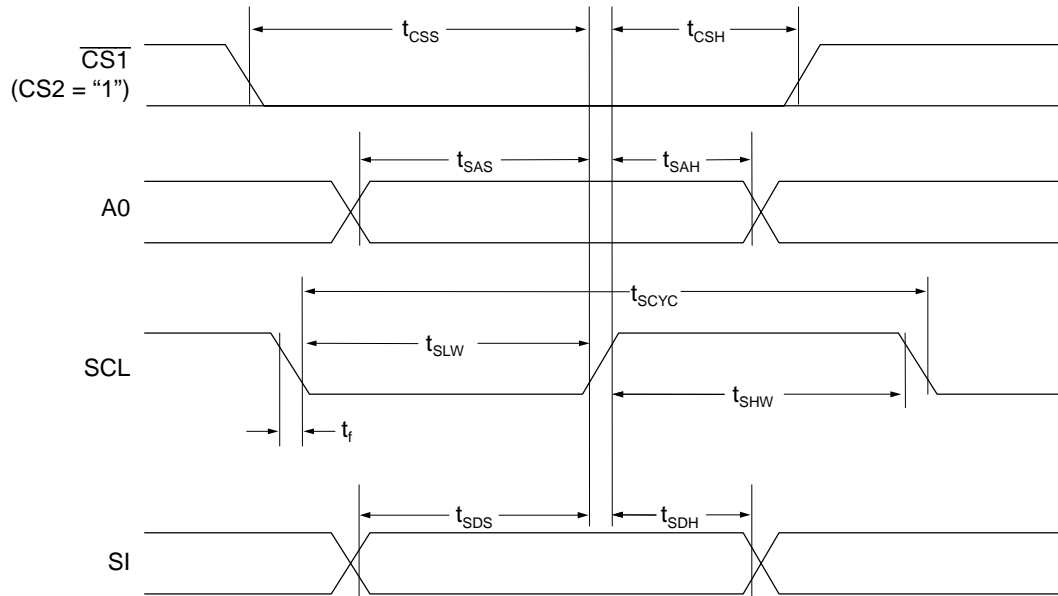 tCSS
tCSH
CS1
(CS2 = “1”)
tSAS
tSAH
A0
tSCYC
tSLW
SCL
tSHW
tf
tSDS
tSDH
SI